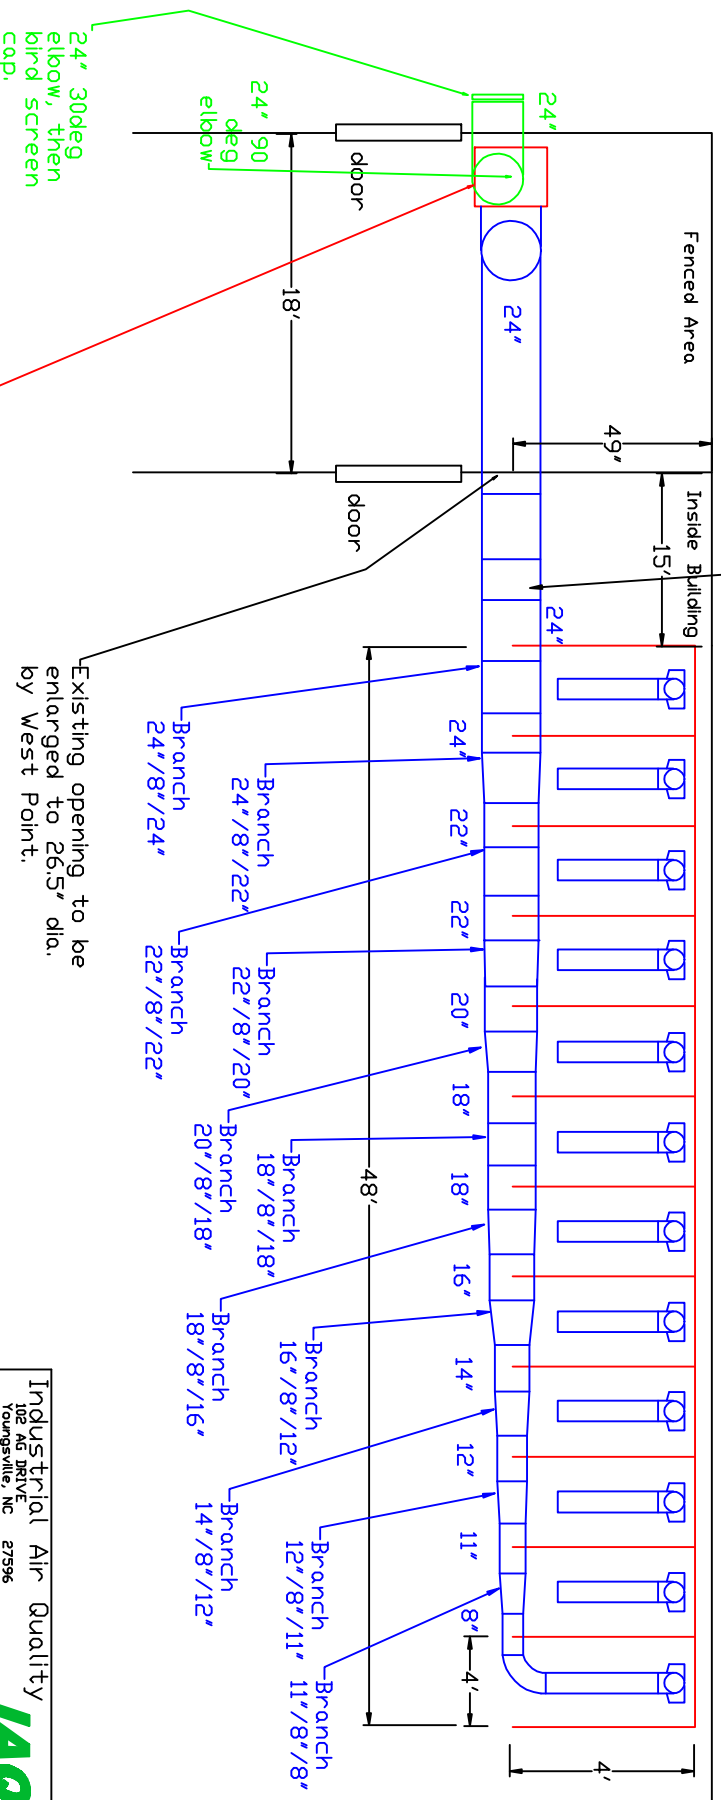 24" 30deg
elbow, then
bird screen
cap.
24" 90
deg
elbow
24"
door
18'
Fenced Area
24"
49"
door
Inside Building
15'
24"
Existing opening to be
enlarged to 26.5" dia.
by West Point.
Branch
24"/8"/24"
24"
Branch
24"/8"/22"
22"
Branch
22"/8"/22"
22"
Branch
22"/8"/20"
20"
Branch
20"/8"/18"
18"
Branch
18"/8"/18"
18"
48'
Branch
18"/8"/16"
16"
Branch
16"/8"/12"
14"
Branch
14"/8"/12"
12"
Branch
12"/8"/11"
11"
Branch
11"/8"/8"
8"
4'
4'
Industrial Air Quality
102 AG DRIVE
Youngsville, NC 27596
IAQ